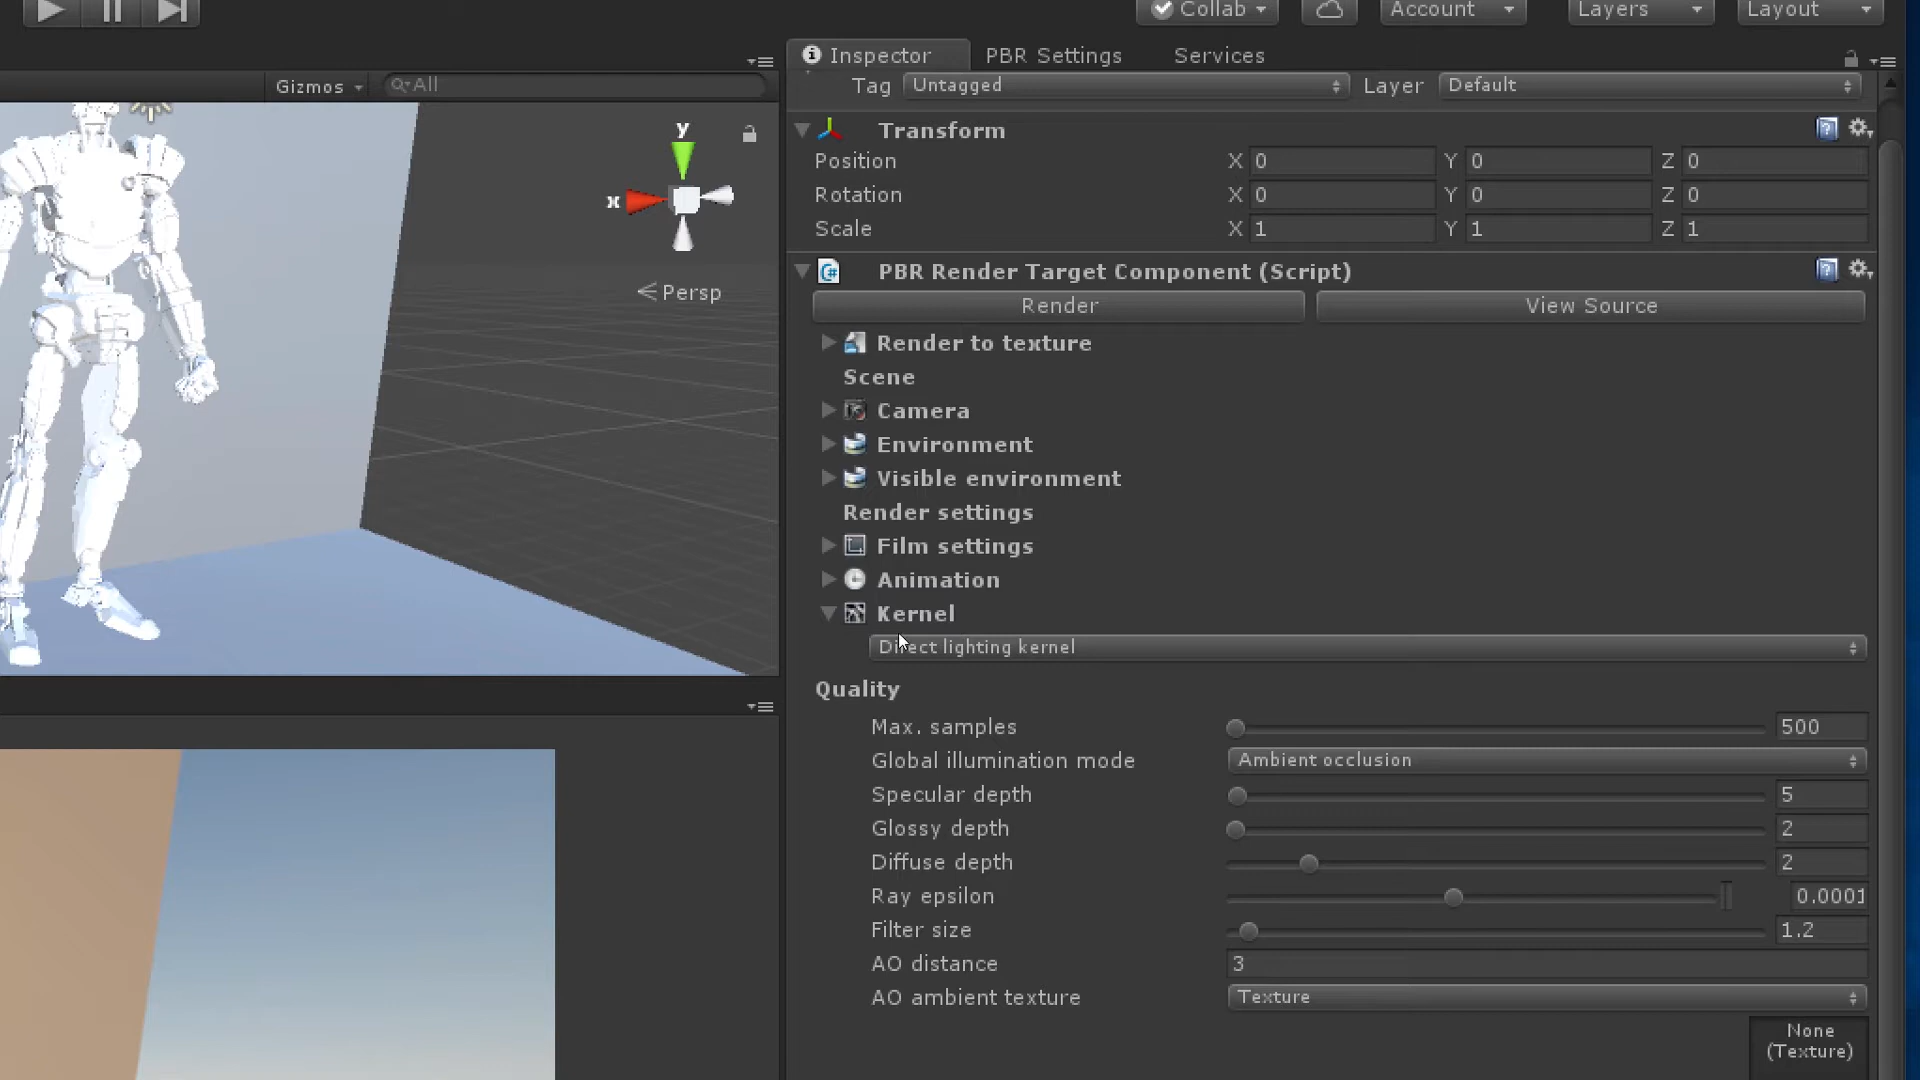 Collab
Account
Layers
Layout
Inspector
PBR Settings
Services
Gizmos
All
Tag
Untagged
Layer
Default
Transform
Position X 0 Y 0 Z 0
Rotation X 0 Y 0 Z 0
Scale X 1 Y 1 Z 1
y
x
Persp
PBR Render Target Component (Script)
Render
View Source
Render to texture
Scene
Camera
Environment
Visible environment
Render settings
Film settings
Animation
Kernel
Direct lighting kernel
Quality
Max. samples 500
Global illumination mode Ambient occlusion
Specular depth 5
Glossy depth 2
Diffuse depth 2
Ray epsilon 0.0001
Filter size 1.2
AO distance 3
AO ambient texture Texture
None
(Texture)